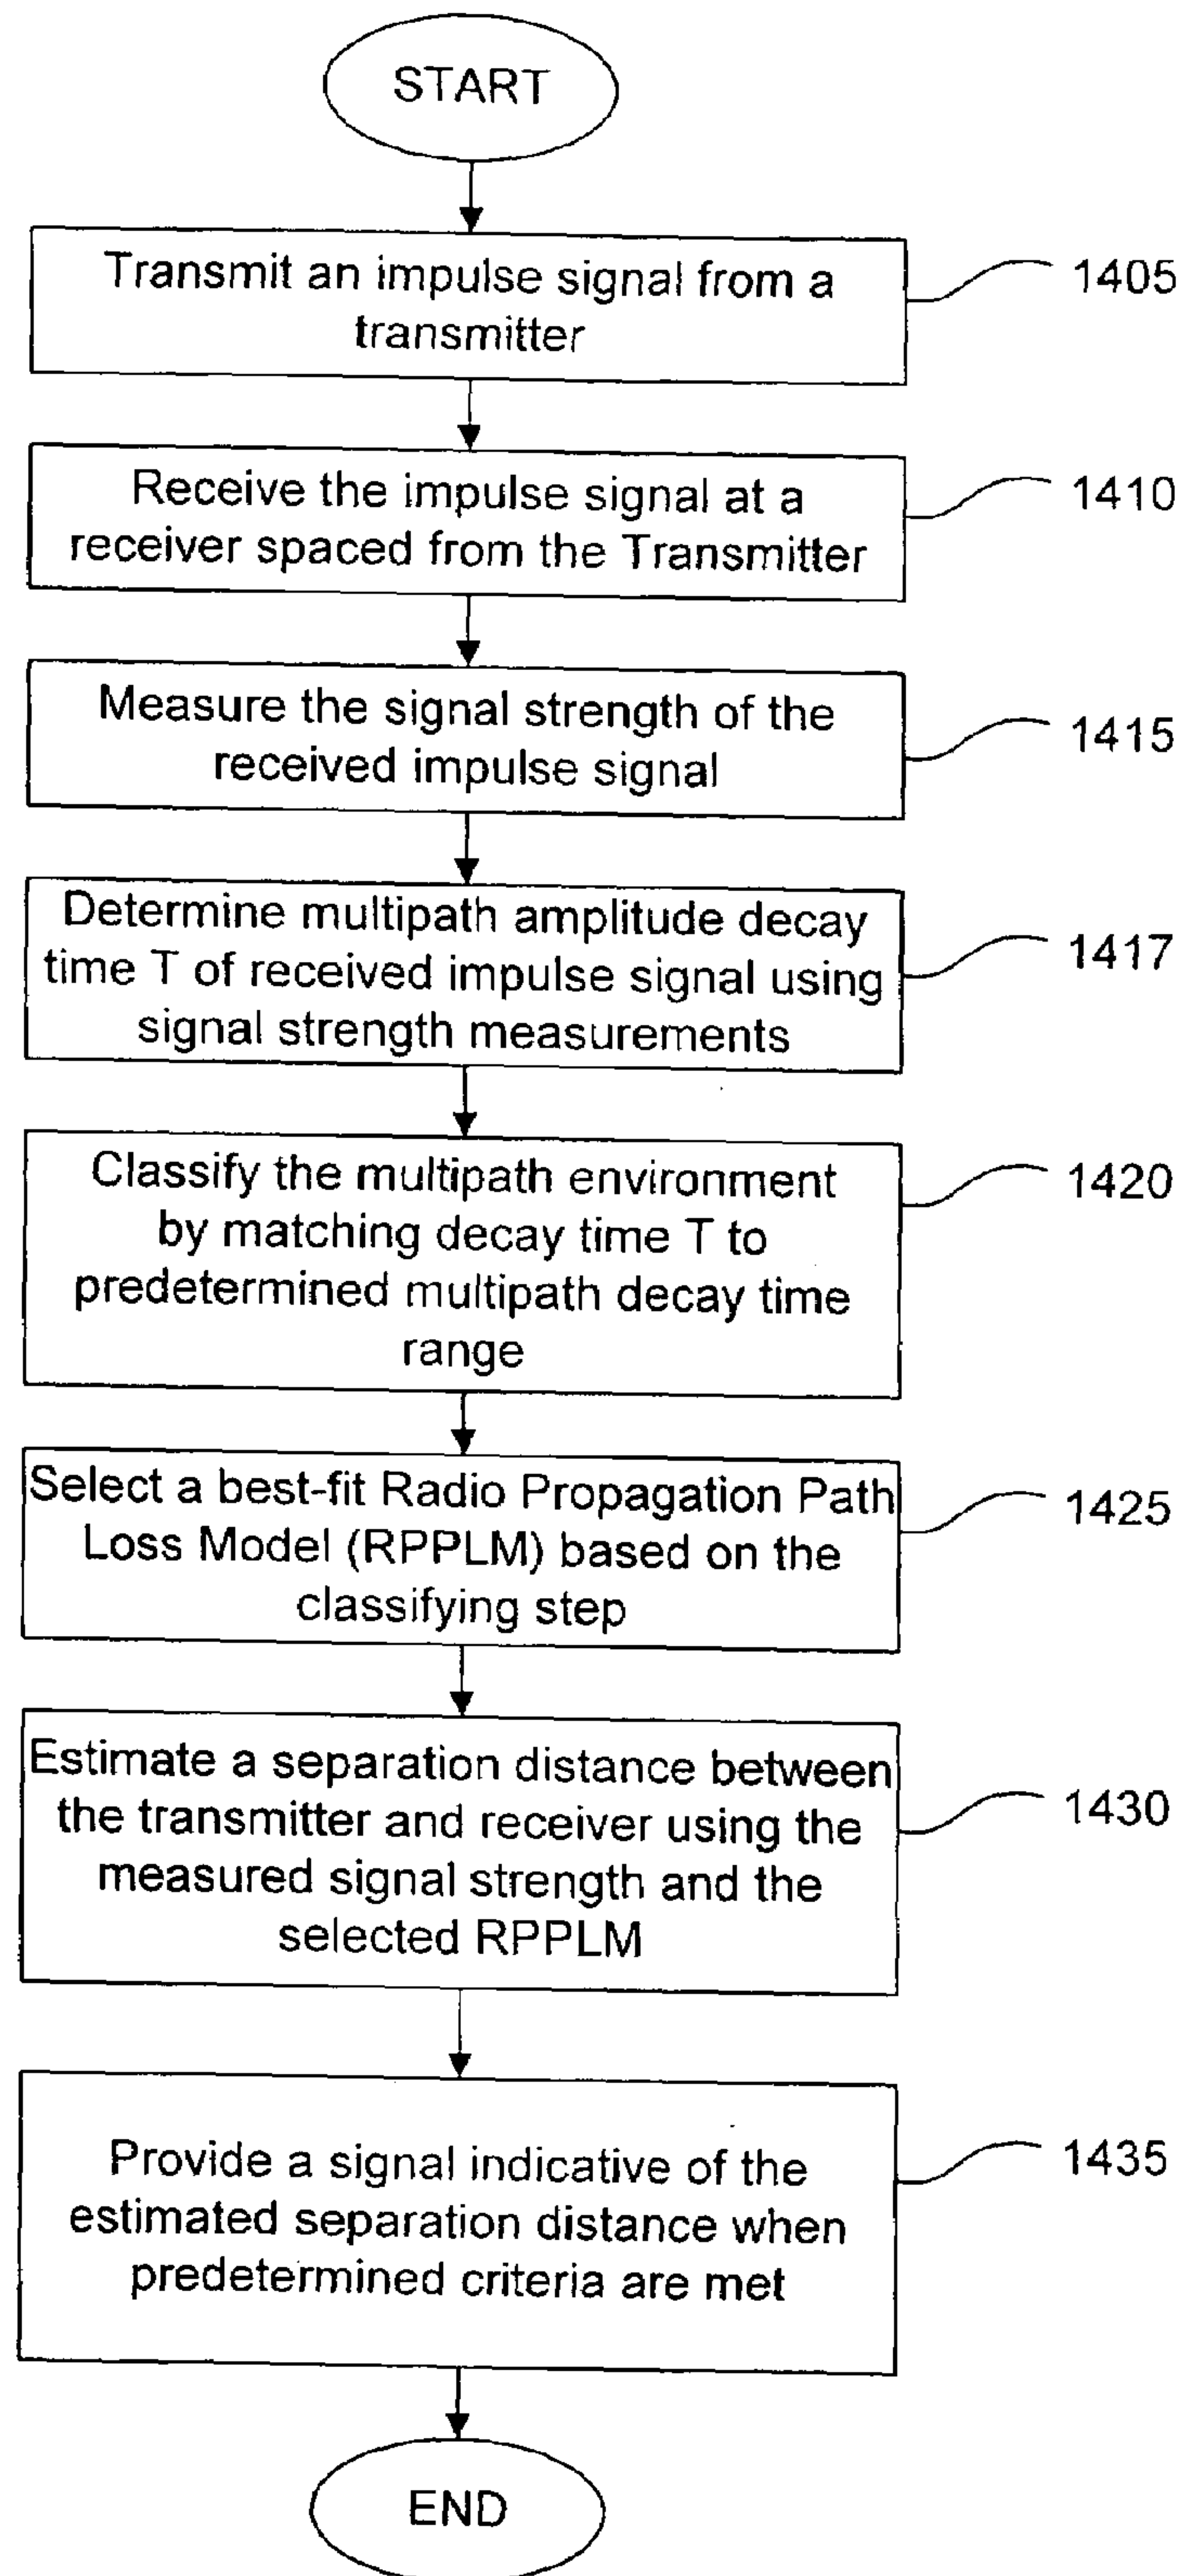 START
Transmit an impulse signal from a
transmitter
1405
Receive the impulse signal at a
receiver spaced from the Transmitter
1410
Measure the signal strength of the
received impulse signal
1415
Determine multipath amplitude decay
time T of received impulse signal using
signal strength measurements
1417
Classify the multipath environment
by matching decay time T to
predetermined multipath decay time
range
1420
Select a best-fit Radio Propagation Path
Loss Model (RPPLM) based on the
classifying step
1425
Estimate a separation distance between
the transmitter and receiver using the
measured signal strength and the
selected RPPLM
1430
Provide a signal indicative of the
estimated separation distance when
predetermined criteria are met
1435
END